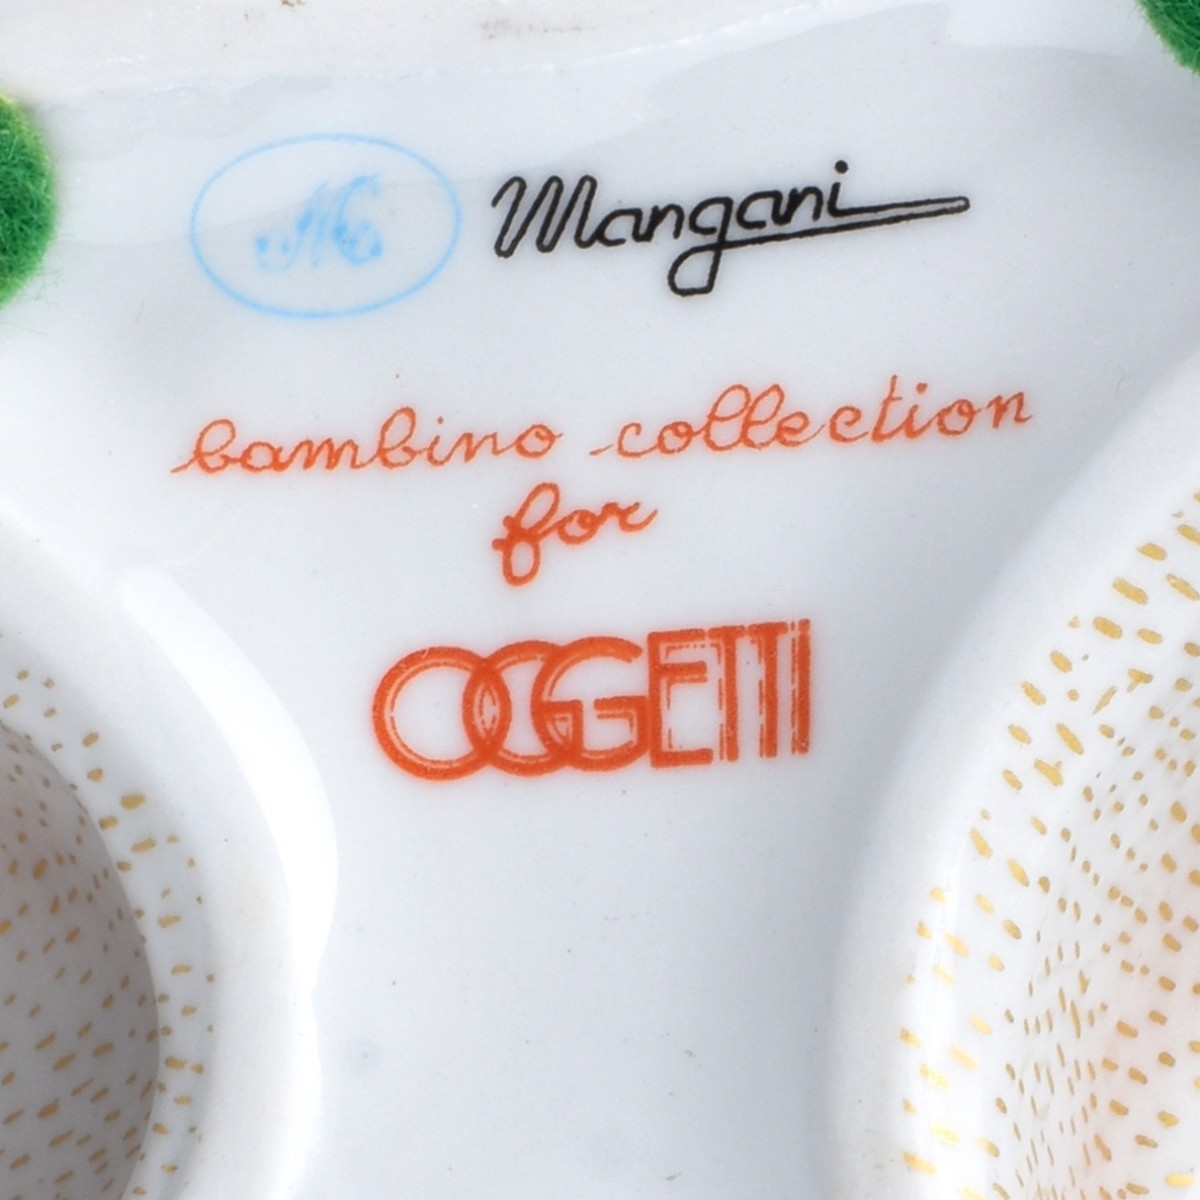 Mangani
bambino collection
for
OGGETTI